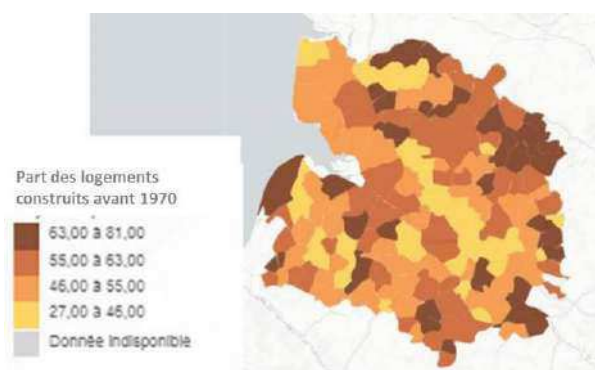 Part des logements
construits avant 1970
63,00 à 81,00
55,00 à 63,00
46,00 à 55,00
27,00 à 46,00
Donnée indisponible